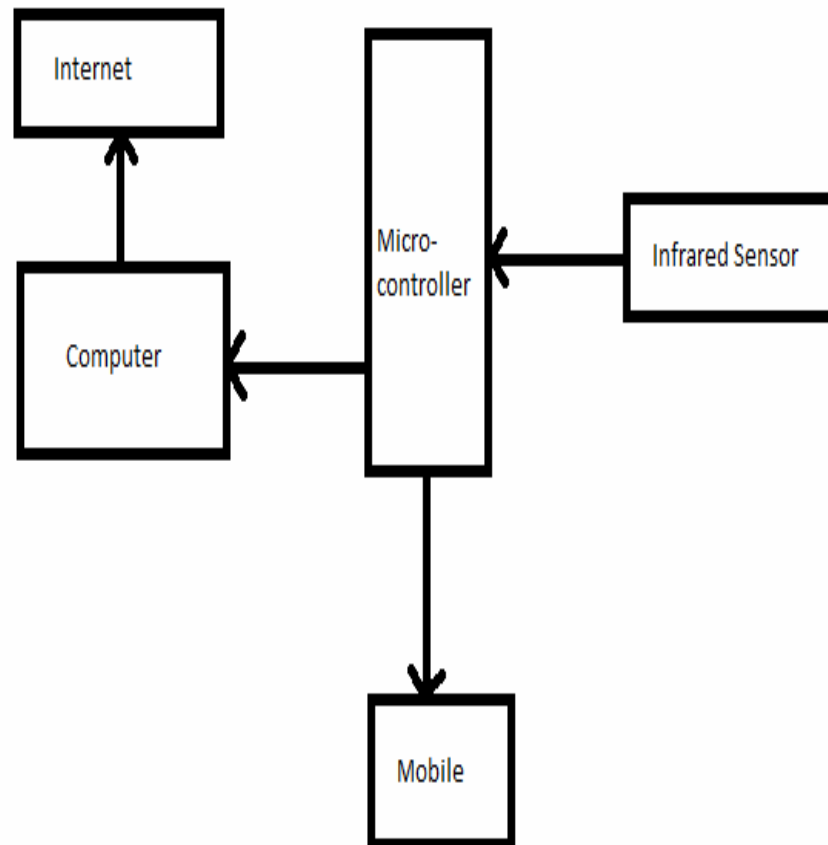 Internet
Micro-
controller
Infrared Sensor
Computer
Mobile